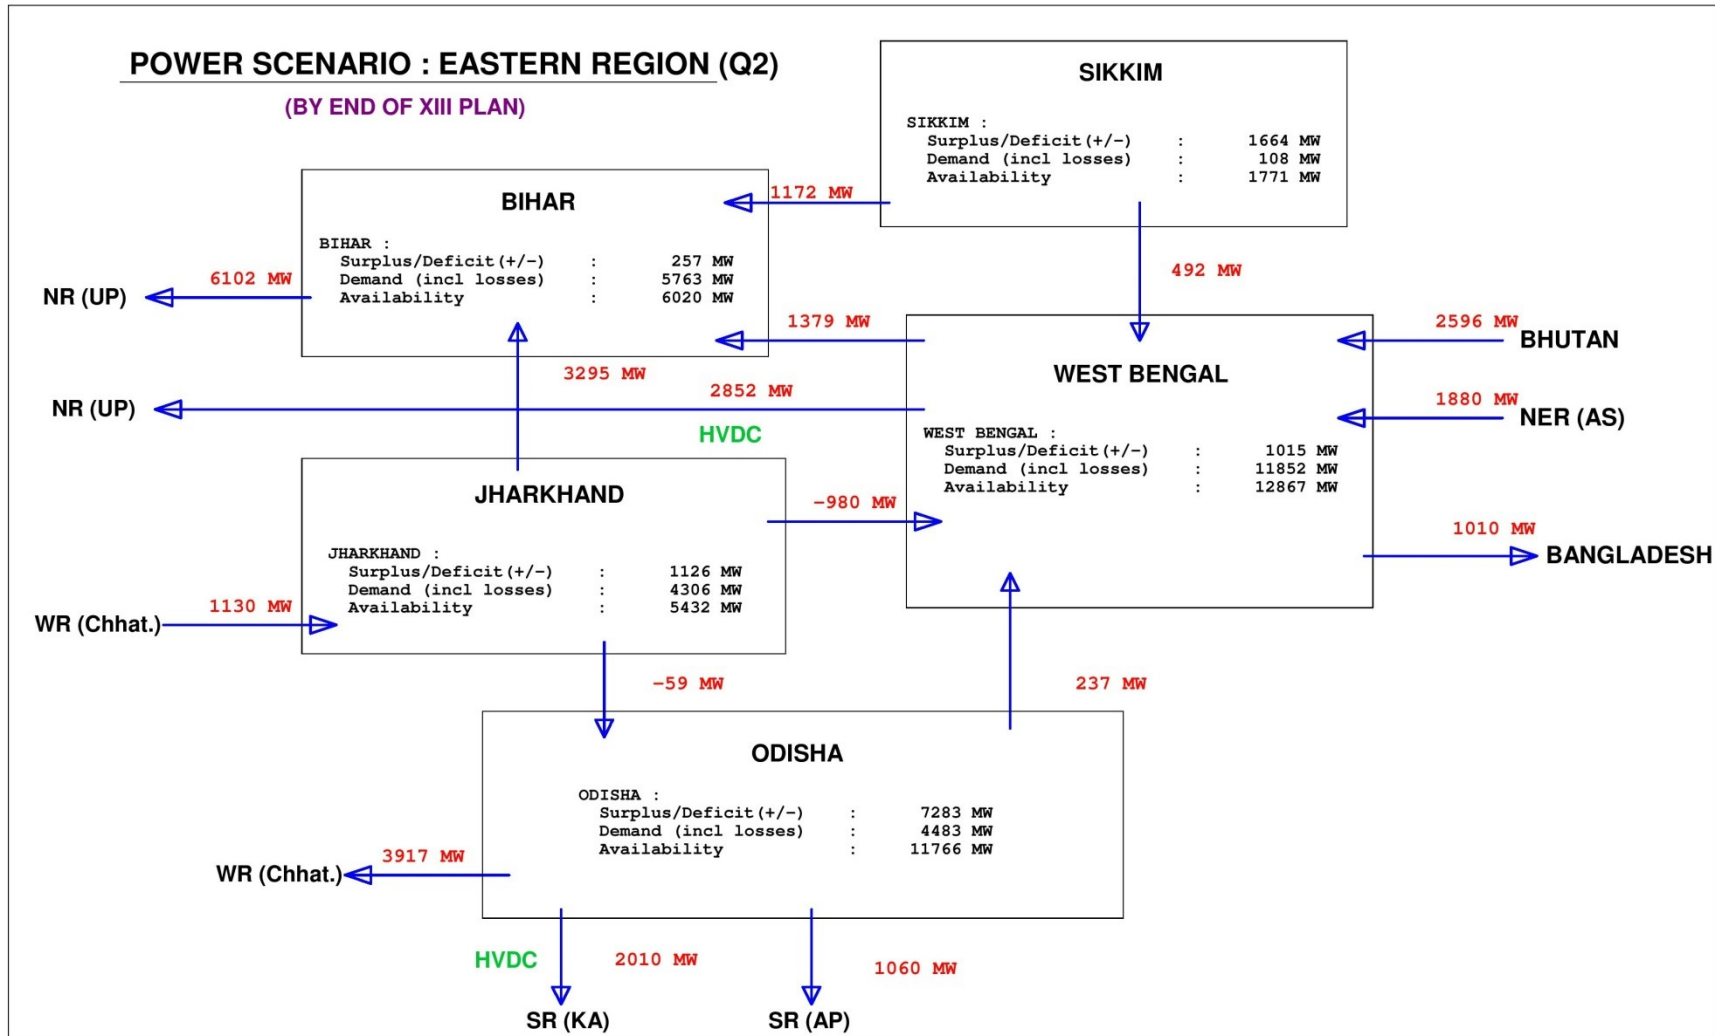 POWER SCENARIO : EASTERN REGION (Q2)
(BY END OF XIII PLAN)
SIKKIM
SIKKIM :
Surplus/Deficit(+/-) : 1664 MW
Demand (incl losses) : 108 MW
Availability : 1771 MW
BIHAR
BIHAR :
Surplus/Deficit(+/-) : 257 MW
Demand (incl losses) : 5763 MW
Availability : 6020 MW
1172 MW
492 MW
6102 MW
NR (UP)
1379 MW
3295 MW
2852 MW
NR (UP)
HVDC
WEST BENGAL
WEST BENGAL :
Surplus/Deficit(+/-) : 1015 MW
Demand (incl losses) : 11852 MW
Availability : 12867 MW
2596 MW
BHUTAN
1880 MW
NER (AS)
1010 MW
BANGLADESH
JHARKHAND
JHARKHAND :
Surplus/Deficit(+/-) : 1126 MW
Demand (incl losses) : 4306 MW
Availability : 5432 MW
-980 MW
1130 MW
WR (Chhat.)
-59 MW
237 MW
ODISHA
ODISHA :
Surplus/Deficit(+/-) : 7283 MW
Demand (incl losses) : 4483 MW
Availability : 11766 MW
3917 MW
WR (Chhat.)
HVDC
2010 MW
1060 MW
SR (KA)
SR (AP)